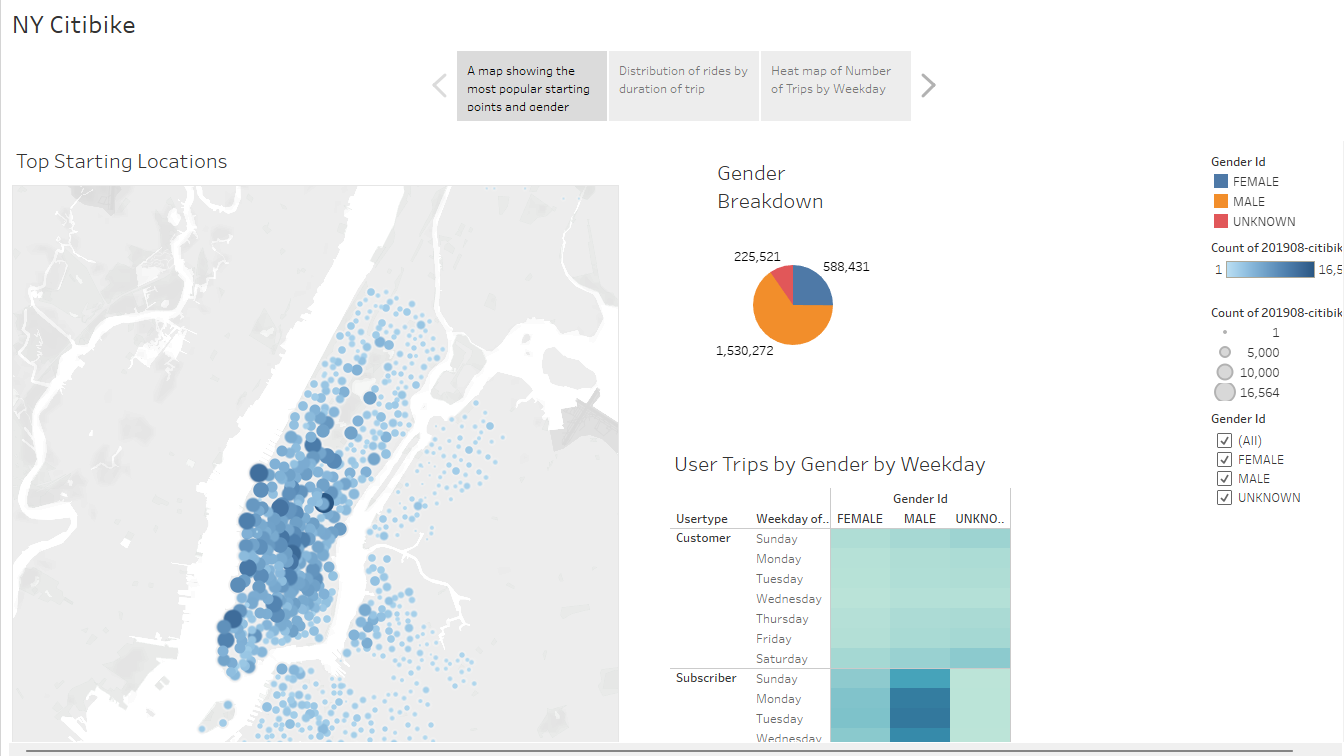 NY Citibike
A map showing the
most popular starting
points and gender
Distribution of rides by
duration of trip
Heat map of Number
of Trips by Weekday
Top Starting Locations
Gender
Breakdown
225,521
588,431
1,530,272
Gender Id
FEMALE
MALE
UNKNOWN
Count of 201908-citibik
1 16,5
Count of 201908-citibik
1
5,000
10,000
16,564
Gender Id
(All)
FEMALE
MALE
UNKNOWN
User Trips by Gender by Weekday
Gender Id
Usertype Weekday of.. FEMALE MALE UNKNO..
Customer Sunday
Monday
Tuesday
Wednesday
Thursday
Friday
Saturday
Subscriber Sunday
Monday
Tuesday
Wednesday